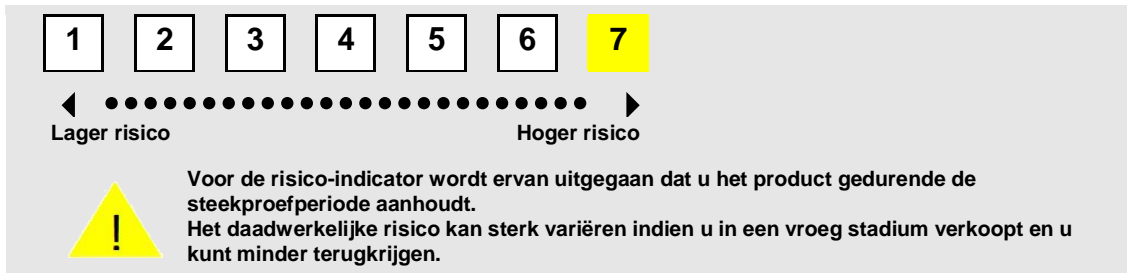 1 2 3 4 5 6 7
Lager risico Hoger risico
!
Voor de risico-indicator wordt ervan uitgegaan dat u het product gedurende de
steekproefperiode aanhoudt.
Het daadwerkelijke risico kan sterk variëren indien u in een vroeg stadium verkoopt en u
kunt minder terugkrijgen.